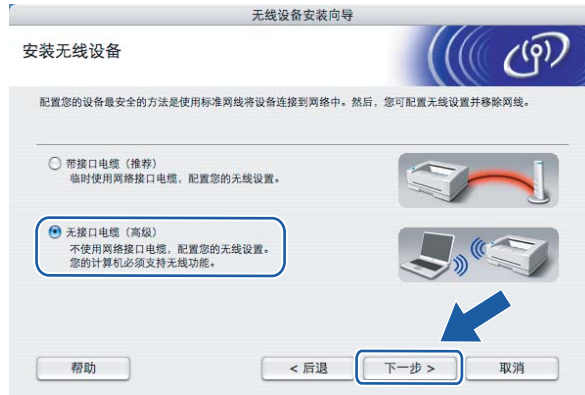 无线设备安装向导
安装无线设备
配置您的设备最安全的方法是使用标准网线将设备连接到网络中。然后，您可配置无线设置并移除网线。
带接口电缆（推荐）
临时使用网络接口电缆，配置您的无线设置。
无接口电缆（高级）
不使用网络接口电缆，配置您的无线设置。
您的计算机必须支持无线功能。
帮助
< 后退
下一步 >
取消